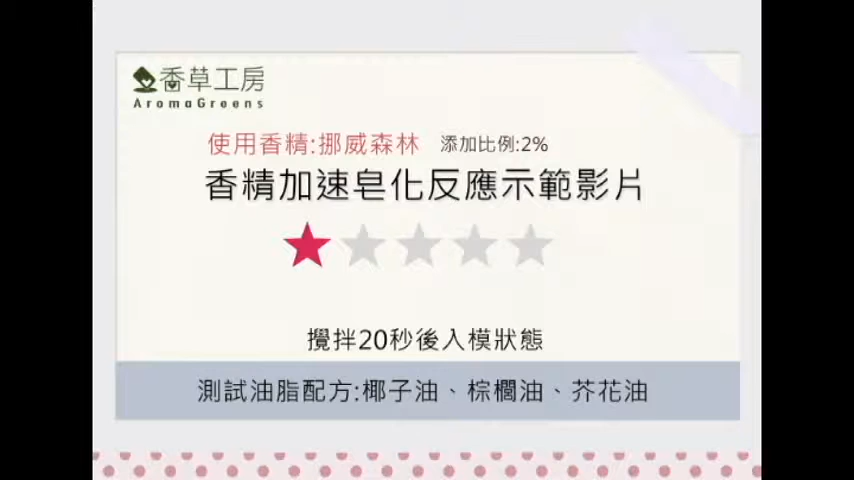 香草工房
AromaGreens
使用香精:挪威森林 添加比例:2%
香精加速皂化反應示範影片
攪拌20秒後入模狀態
測試油脂配方:椰子油、棕櫚油、芥花油